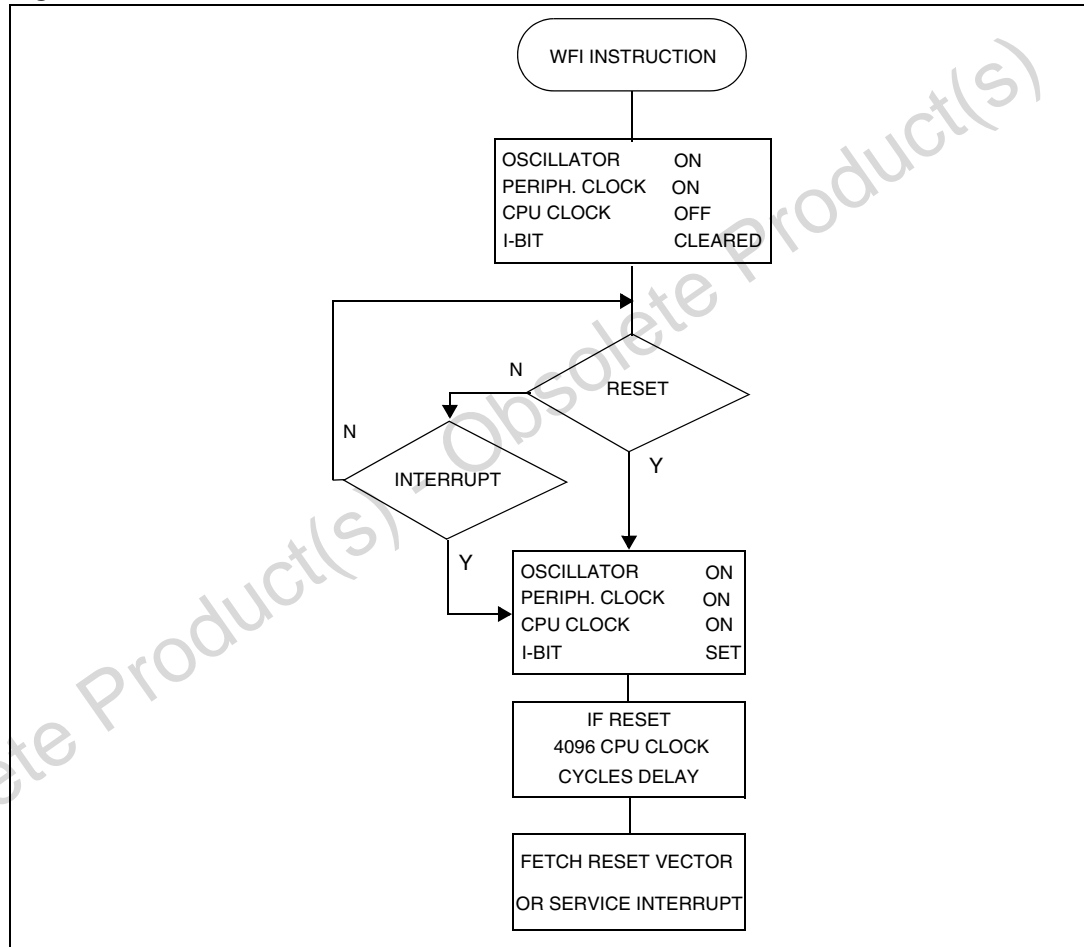 WFI INSTRUCTION
OSCILLATOR ON
PERIPH. CLOCK ON
CPU CLOCK OFF
I-BIT CLEARED
N
RESET
N
INTERRUPT
Y
Y
OSCILLATOR ON
PERIPH. CLOCK ON
CPU CLOCK ON
I-BIT SET
IF RESET
4096 CPU CLOCK
CYCLES DELAY
FETCH RESET VECTOR
OR SERVICE INTERRUPT
ete Product(s) - Obsolete Product(s)